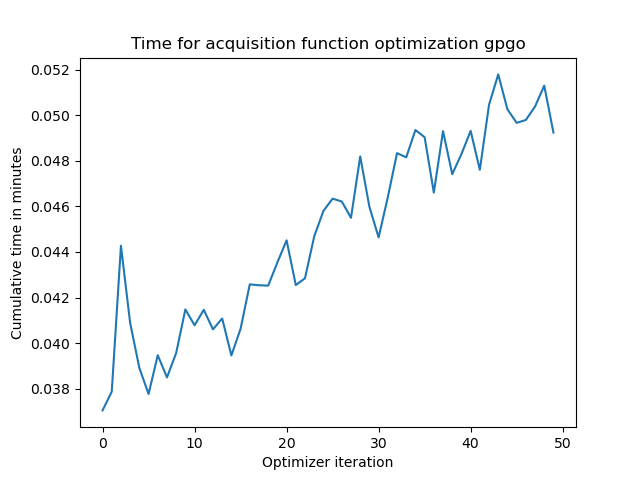 Time for acquisition function optimization gpgo
0.052
0.050
0.048
0.046
0.044
0.042
0.040
0.038
Cumulative time in minutes
0 10 20 30 40 50
Optimizer iteration